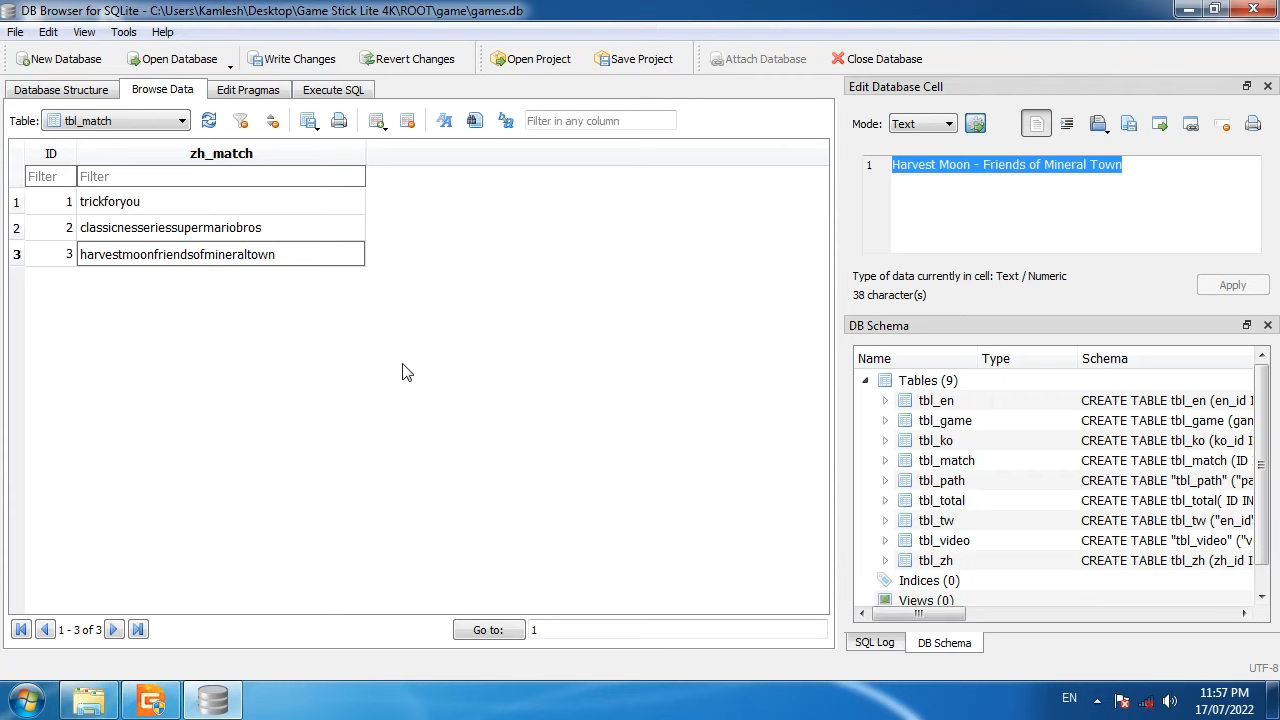 DB Browser for SQLite - C:\Users\Kamlesh\Desktop\Game Stick Lite 4K\ROOT\game\games.db
File Edit View Tools Help
New Database Open Database Write Changes Revert Changes Open Project Save Project Attach Database Close Database
Database Structure Browse Data Edit Pragmas Execute SQL
Table: tbl_match Filter in any column
ID zh_match
Filter Filter
1 1 trickforyou
2 2 classicnesseriessupermariobros
3 3 harvestmoonfriendsofmineraltown
1 - 3 of 3 Go to: 1
Edit Database Cell
Mode: Text
1 Harvest Moon - Friends of Mineral Town
Type of data currently in cell: Text / Numeric
38 character(s)
Apply
DB Schema
Name Type Schema
Tables (9)
tbl_en CREATE TABLE tbl_en (en_id I
tbl_game CREATE TABLE tbl_game (gan
tbl_ko CREATE TABLE tbl_ko (ko_id I
tbl_match CREATE TABLE tbl_match (ID
tbl_path CREATE TABLE "tbl_path" ("pa
tbl_total CREATE TABLE tbl_total( ID IN
tbl_tw CREATE TABLE tbl_tw ("en_id"
tbl_video CREATE TABLE "tbl_video" ("v
tbl_zh CREATE TABLE tbl_zh (zh_id I
Indices (0)
Views (0)
SQL Log DB Schema
UTF-8
EN
11:57 PM
17/07/2022